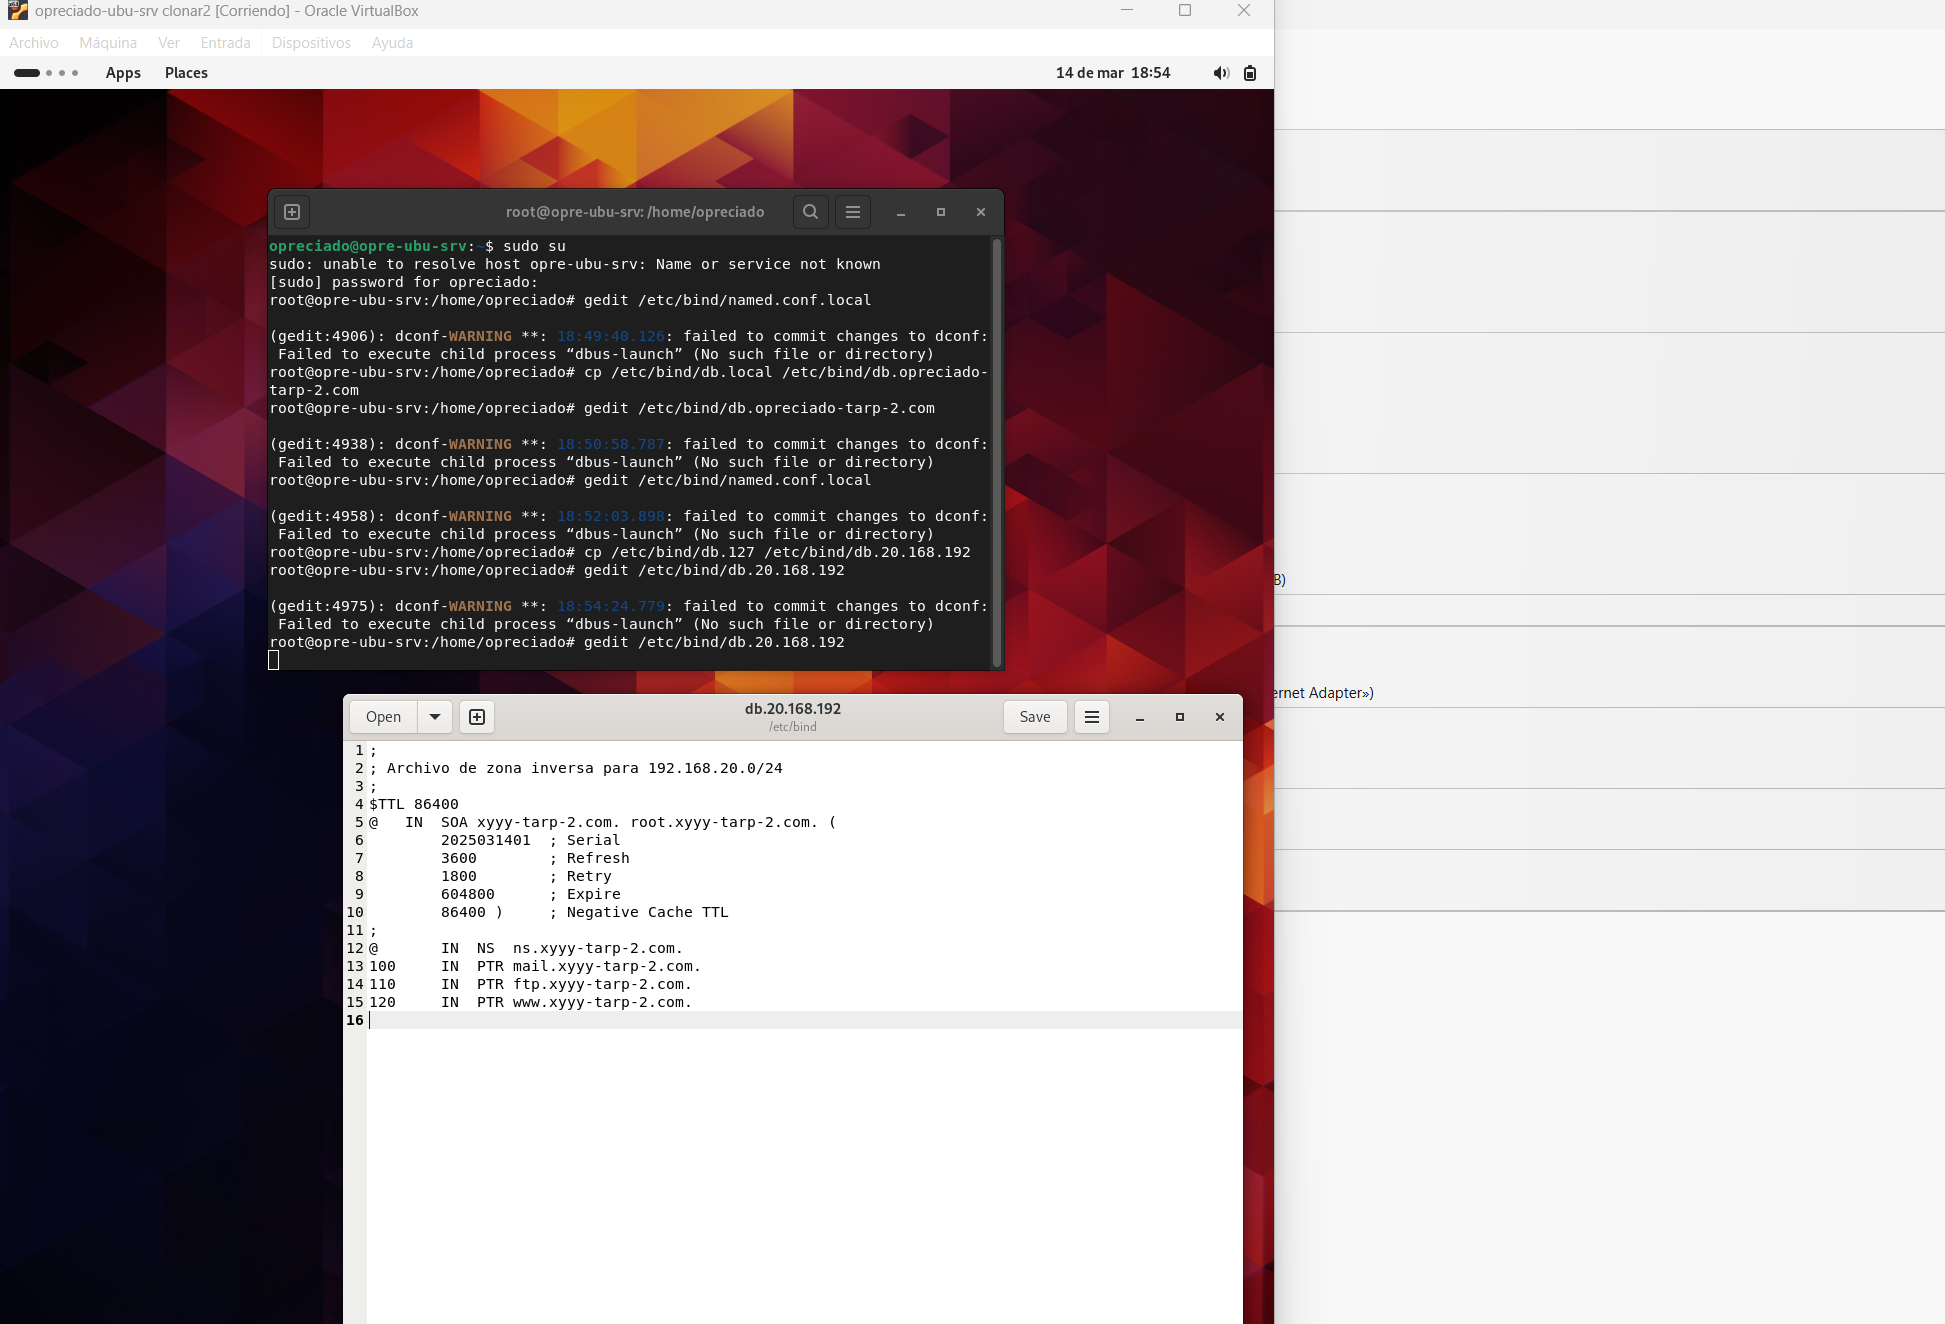 opreciado-ubu-srv clonar2 [Corriendo] - Oracle VirtualBox
Archivo Máquina Ver Entrada Dispositivos Ayuda
Apps Places 14 de mar 18:54
root@opre-ubu-srv: /home/opreciado
opreciado@opre-ubu-srv:~$ sudo su
sudo: unable to resolve host opre-ubu-srv: Name or service not known
[sudo] password for opreciado:
root@opre-ubu-srv:/home/opreciado# gedit /etc/bind/named.conf.local
(gedit:4906): dconf-WARNING **: 18:49:40.126: failed to commit changes to dconf:
Failed to execute child process “dbus-launch” (No such file or directory)
root@opre-ubu-srv:/home/opreciado# cp /etc/bind/db.local /etc/bind/db.opreciado-
tarp-2.com
root@opre-ubu-srv:/home/opreciado# gedit /etc/bind/db.opreciado-tarp-2.com
(gedit:4938): dconf-WARNING **: 18:50:58.787: failed to commit changes to dconf:
Failed to execute child process “dbus-launch” (No such file or directory)
root@opre-ubu-srv:/home/opreciado# gedit /etc/bind/named.conf.local
(gedit:4958): dconf-WARNING **: 18:52:03.898: failed to commit changes to dconf:
Failed to execute child process “dbus-launch” (No such file or directory)
root@opre-ubu-srv:/home/opreciado# cp /etc/bind/db.127 /etc/bind/db.20.168.192
root@opre-ubu-srv:/home/opreciado# gedit /etc/bind/db.20.168.192
(gedit:4975): dconf-WARNING **: 18:54:24.779: failed to commit changes to dconf:
Failed to execute child process “dbus-launch” (No such file or directory)
root@opre-ubu-srv:/home/opreciado# gedit /etc/bind/db.20.168.192
B)
ernet Adapter»)
Open db.20.168.192 Save
/etc/bind
1 ;
2 ; Archivo de zona inversa para 192.168.20.0/24
3 ;
4 $TTL 86400
5 @ IN SOA xyyy-tarp-2.com. root.xyyy-tarp-2.com. (
6 2025031401 ; Serial
7 3600 ; Refresh
8 1800 ; Retry
9 604800 ; Expire
10 86400 ) ; Negative Cache TTL
11 ;
12 @ IN NS ns.xyyy-tarp-2.com.
13 100 IN PTR mail.xyyy-tarp-2.com.
14 110 IN PTR ftp.xyyy-tarp-2.com.
15 120 IN PTR www.xyyy-tarp-2.com.
16